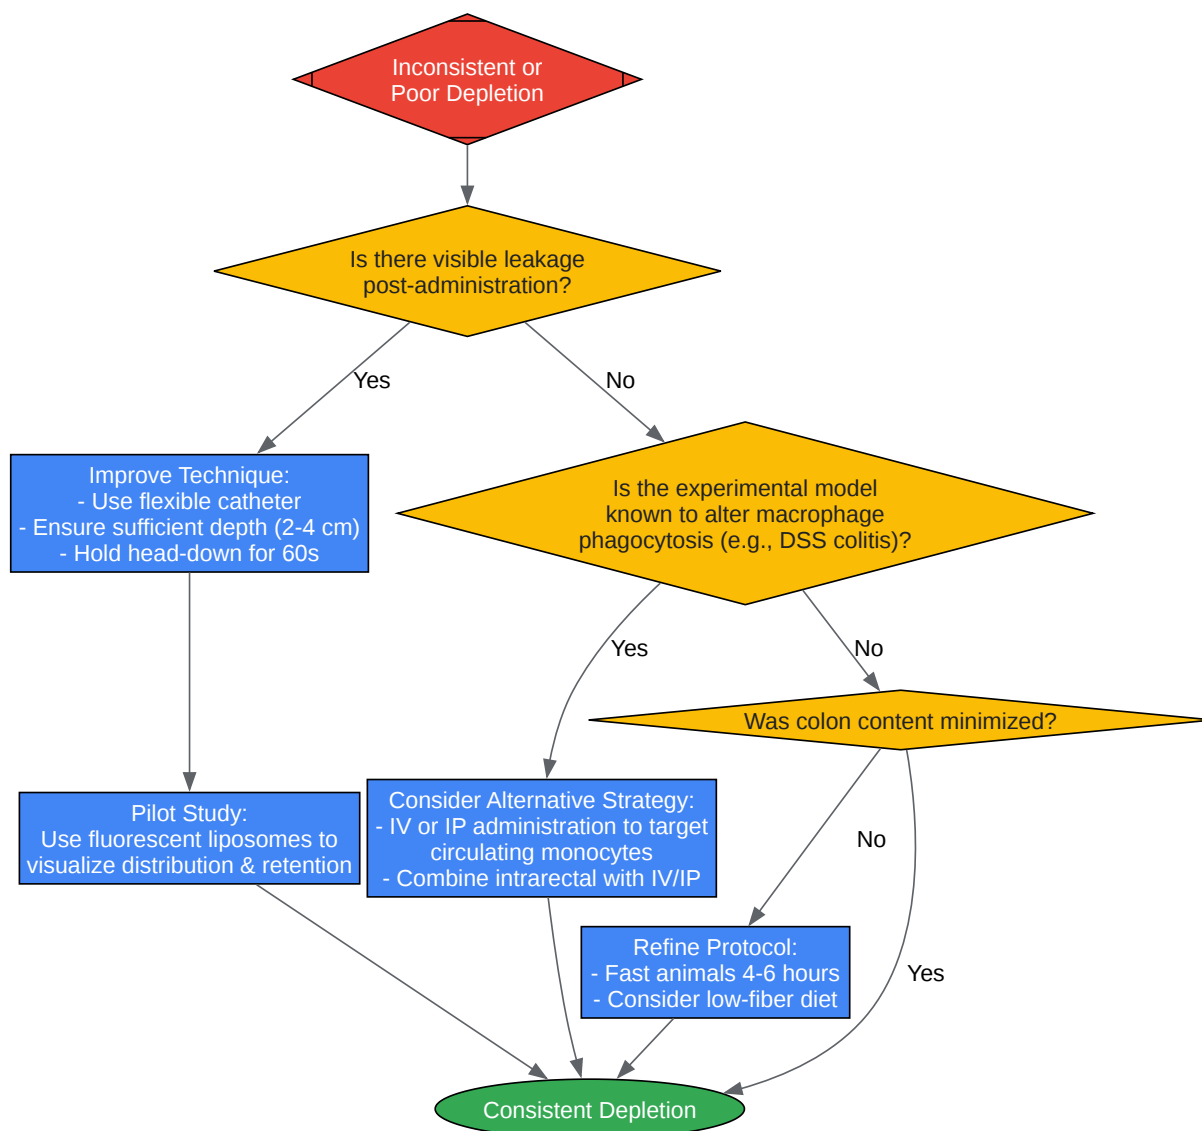 Inconsistent or
Poor Depletion
Is there visible leakage
post-administration?
Yes
No
Improve Technique:
- Use flexible catheter
- Ensure sufficient depth (2-4 cm)
- Hold head-down for 60s
Is the experimental model
known to alter macrophage
phagocytosis (e.g., DSS colitis)?
Yes
No
Was colon content minimized?
Pilot Study:
Use fluorescent liposomes to
visualize distribution & retention
Consider Alternative Strategy:
- IV or IP administration to target
circulating monocytes
- Combine intrarectal with IV/IP
No
Refine Protocol:
- Fast animals 4-6 hours
- Consider low-fiber diet
Yes
Consistent Depletion